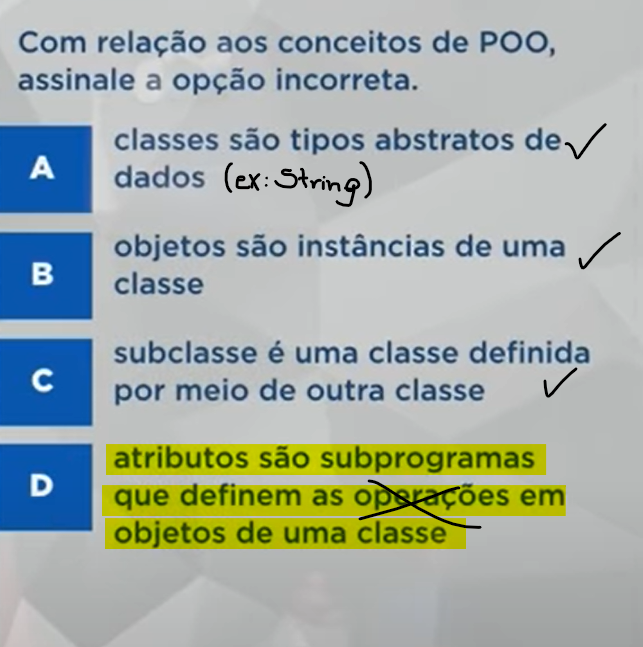 Com relação aos conceitos de POO,
assinale a opção incorreta.
A
classes são tipos abstratos de
dados (ex: String)
B
objetos são instâncias de uma
classe
C
subclasse é uma classe definida
por meio de outra classe
D
atributos são subprogramas
que definem as operações em
objetos de uma classe